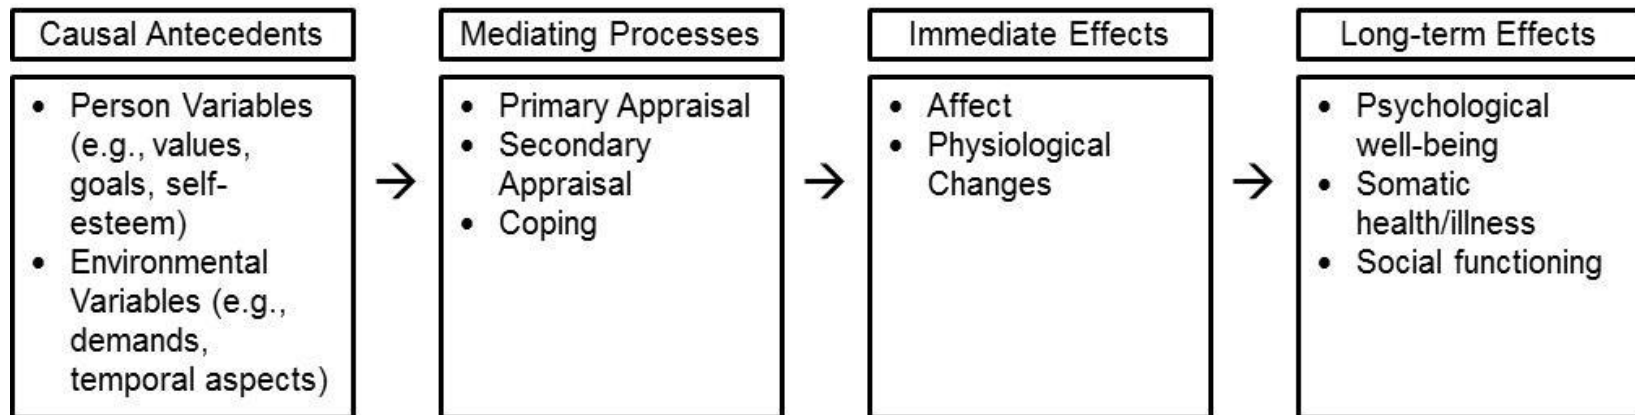 Causal Antecedents
• Person Variables
(e.g., values,
goals, self-
esteem)
• Environmental
Variables (e.g.,
demands,
temporal aspects)
→
Mediating Processes
• Primary Appraisal
• Secondary
Appraisal
• Coping
→
Immediate Effects
• Affect
• Physiological
Changes
→
Long-term Effects
• Psychological
well-being
• Somatic
health/illness
• Social functioning